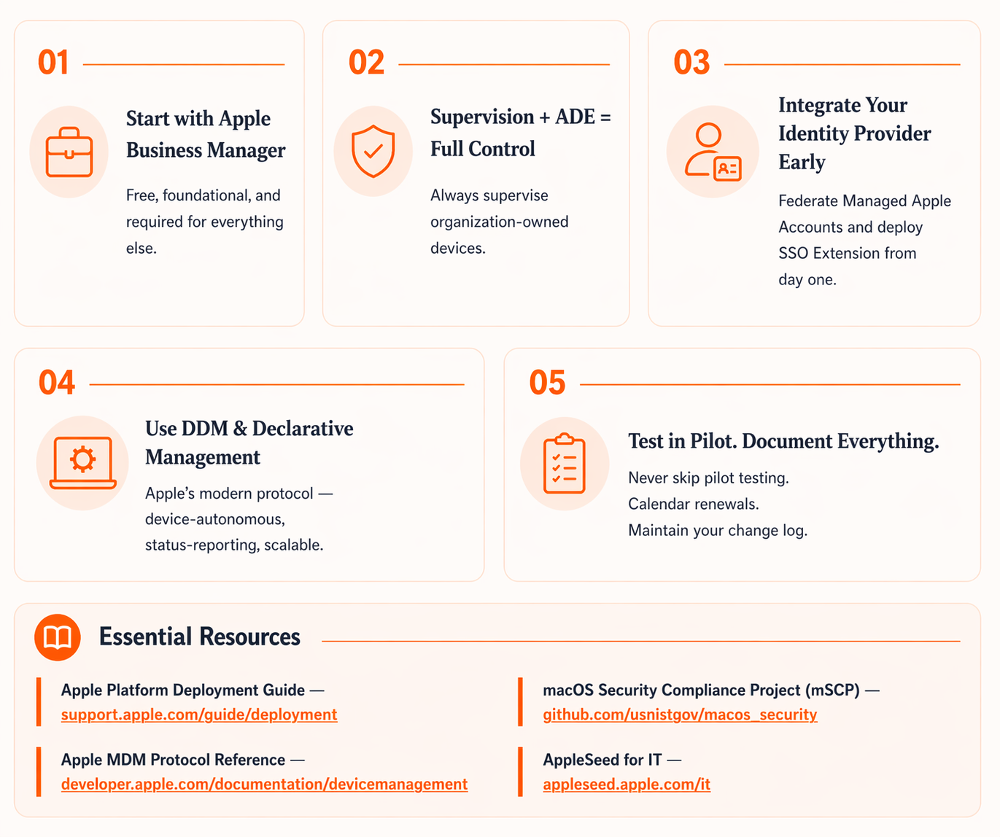 01
Start with Apple
Business Manager
Free, foundational, and
required for everything
else.
02
Supervision + ADE =
Full Control
Always supervise
organization-owned
devices.
03
Integrate Your
Identity Provider
Early
Federate Managed Apple
Accounts and deploy
SSO Extension from
day one.
04
Use DDM & Declarative
Management
Apple’s modern protocol —
device-autonomous,
status-reporting, scalable.
05
Test in Pilot. Document Everything.
Never skip pilot testing.
Calendar renewals.
Maintain your change log.
Essential Resources
Apple Platform Deployment Guide —
support.apple.com/guide/deployment
macOS Security Compliance Project (mSCP) —
github.com/usnistgov/macos_security
Apple MDM Protocol Reference —
developer.apple.com/documentation/devicemanagement
AppleSeed for IT —
appleseed.apple.com/it